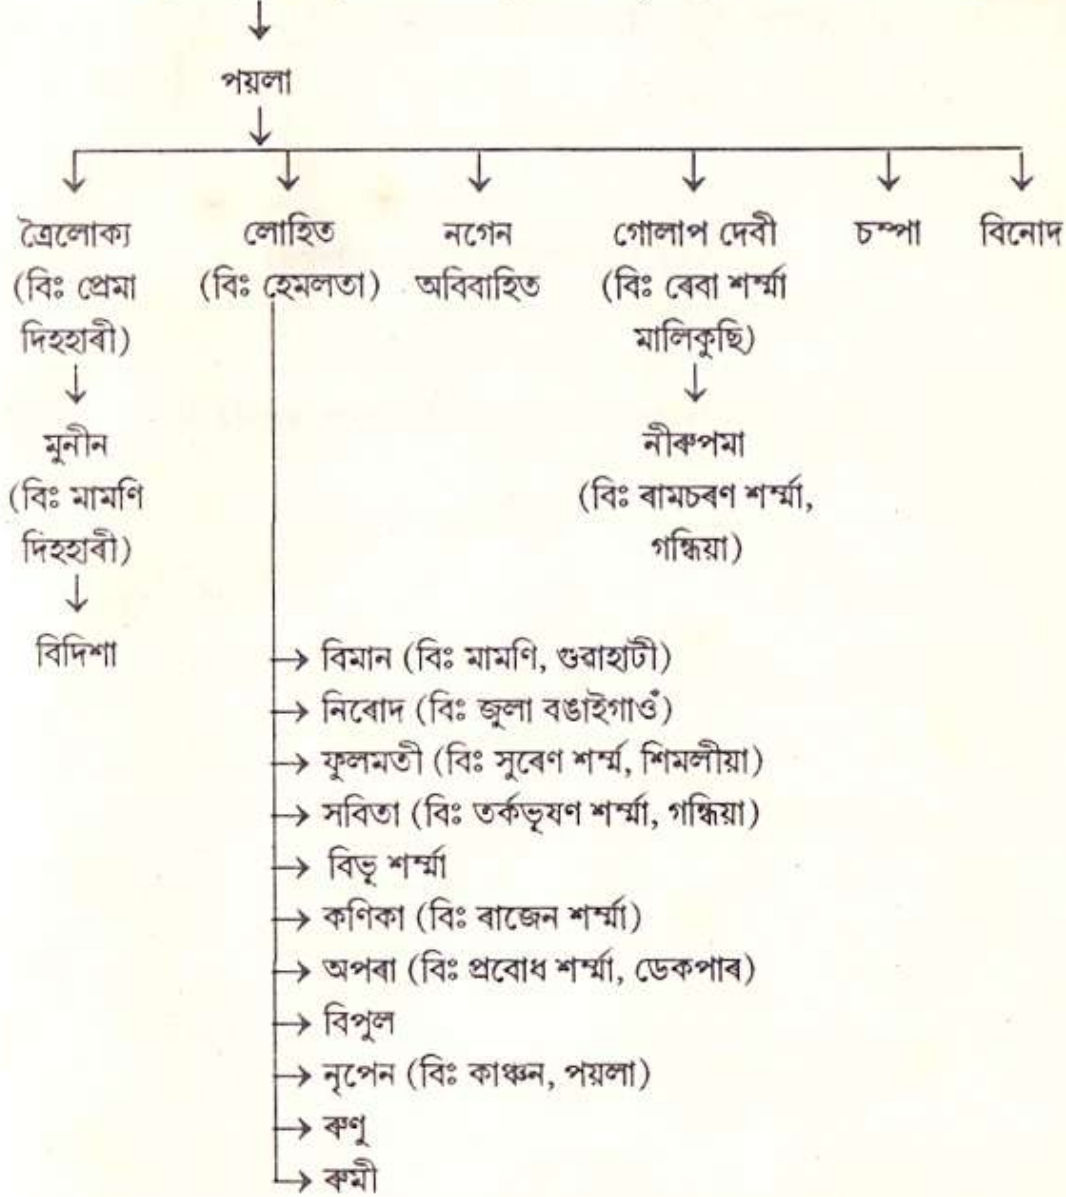 পয়লা
ত্ৰৈলোক্য লোহিত নগেন গোলাপ দেবী চম্পা বিনোদ
(বিঃ প্ৰেমা (বিঃ হেমলতা) অবিবাহিত (বিঃ ৰেবা শৰ্ম্মা
দিহহাৰী) মালিকুছি)
মুনীন নীৰুপমা
(বিঃ মামণি (বিঃ ৰামচৰণ শৰ্ম্মা,
দিহহাৰী) গন্ধিয়া)
বিদিশা
বিমান (বিঃ মামণি, গুৱাহাটী)
নিৰোদ (বিঃ জুলা বঙাইগাওঁ)
ফুলমতী (বিঃ সুৰেণ শৰ্ম্ম, শিমলীয়া)
সবিতা (বিঃ তৰ্কভূষণ শৰ্ম্মা, গন্ধিয়া)
বিভূ শৰ্ম্মা
কণিকা (বিঃ ৰাজেন শৰ্ম্মা)
অপৰা (বিঃ প্ৰবোধ শৰ্ম্মা, ডেকপাৰ)
বিপুল
নৃপেন (বিঃ কাঞ্চন, পয়লা)
ৰুণু
ৰুমী